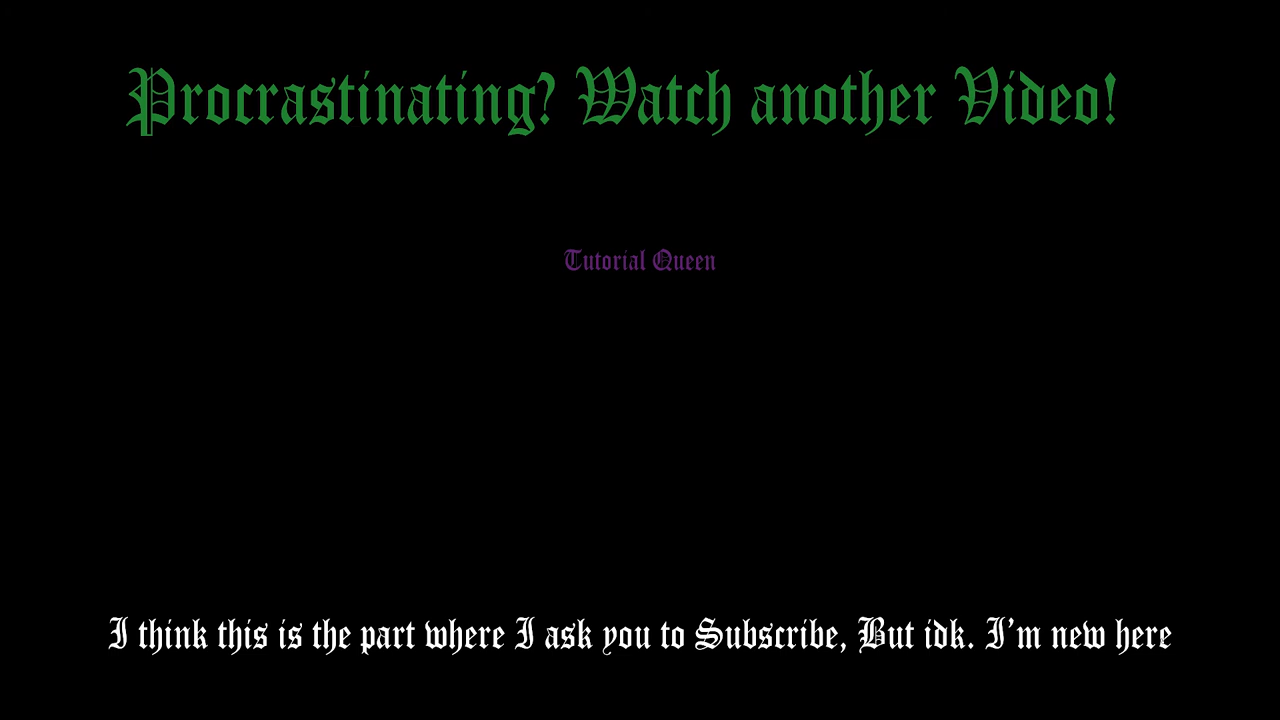 Procrastinating? Watch another Video!
Tutorial Queen
I think this is the part where I ask you to Subscribe, But idk. I'm new here